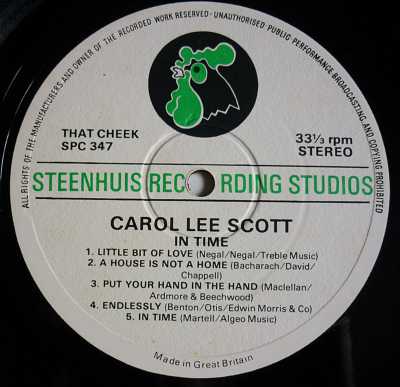 ALL RIGHTS OF THE MANUFACTURERS AND OWNER OF THE RECORDED WORK RESERVED - UNAUTHORISED PUBLIC PERFORMANCE BROADCASTING AND COPYING PROHIBITED
THAT CHEEK
SPC 347
33⅓ rpm
STEREO
STEENHUIS REC RDING STUDIOS
CAROL LEE SCOTT
IN TIME
1. LITTLE BIT OF LOVE (Negal/Negal/Treble Music)
2. A HOUSE IS NOT A HOME (Bacharach/David/
Chappell)
3. PUT YOUR HAND IN THE HAND (Maclellan/
Ardmore & Beechwood)
4. ENDLESSLY (Benton/Otis/Edwin Morris & Co)
5. IN TIME (Martell/Algeo Music)
Made in Great Britain